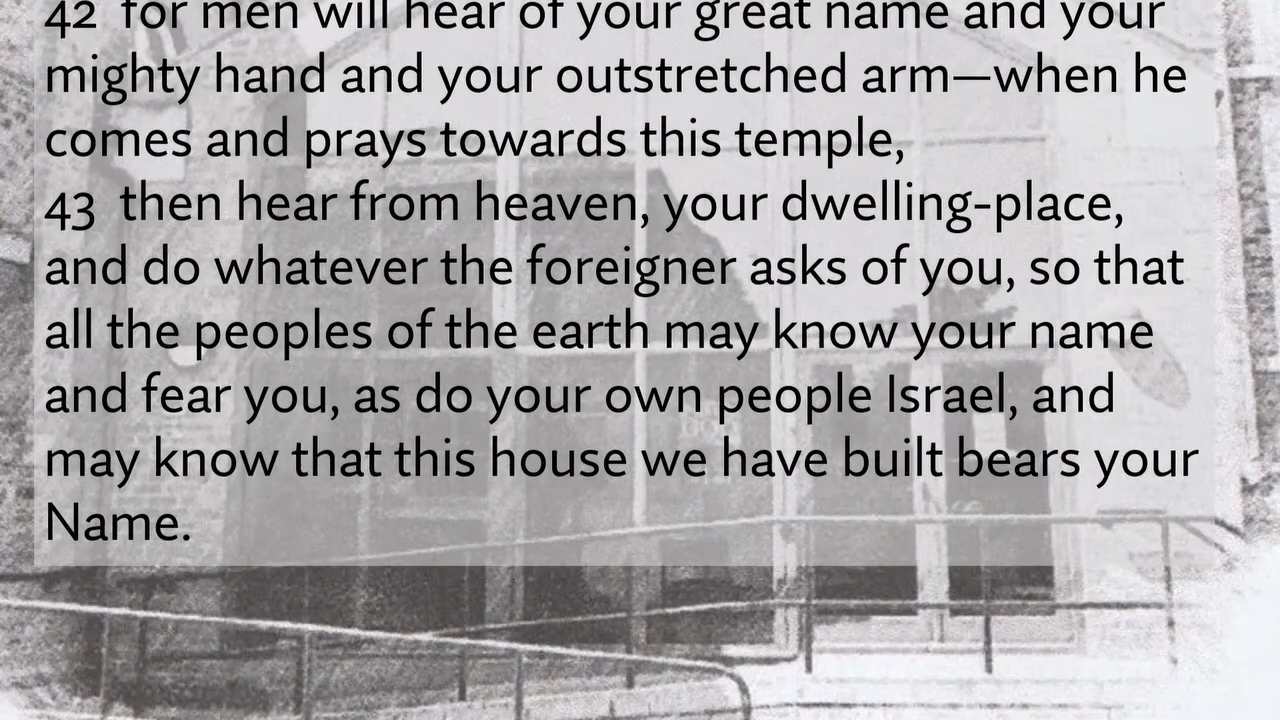 42 for men will hear of your great name and your
mighty hand and your outstretched arm—when he
comes and prays towards this temple,
43 then hear from heaven, your dwelling-place,
and do whatever the foreigner asks of you, so that
all the peoples of the earth may know your name
and fear you, as do your own people Israel, and
may know that this house we have built bears your
Name.